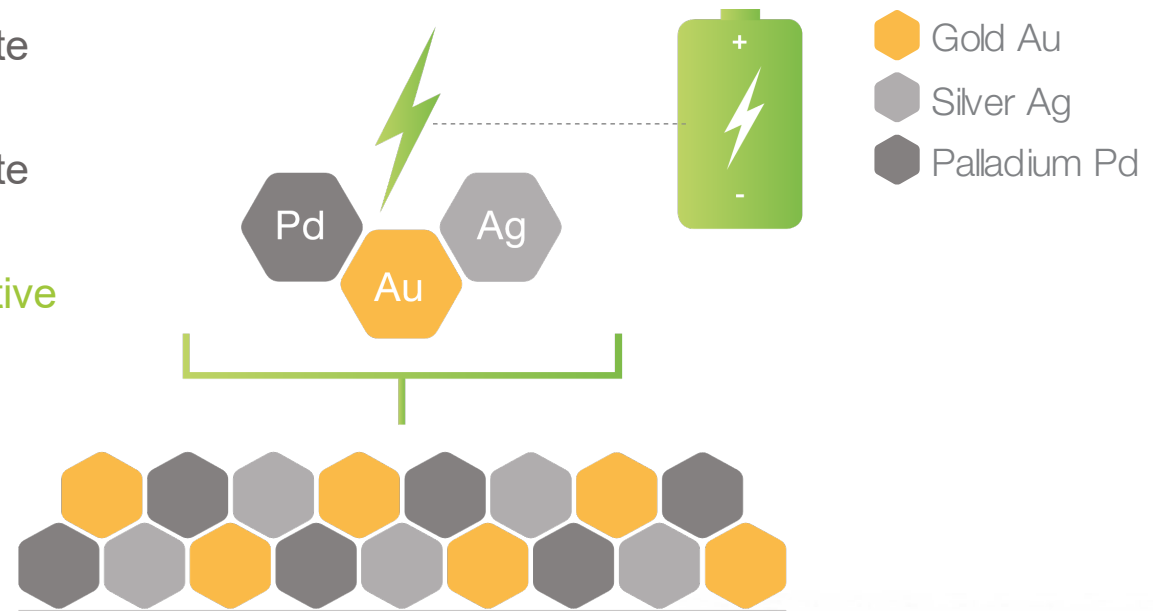 te
te
tive
+
-
Pd
Ag
Au
Gold Au
Silver Ag
Palladium Pd